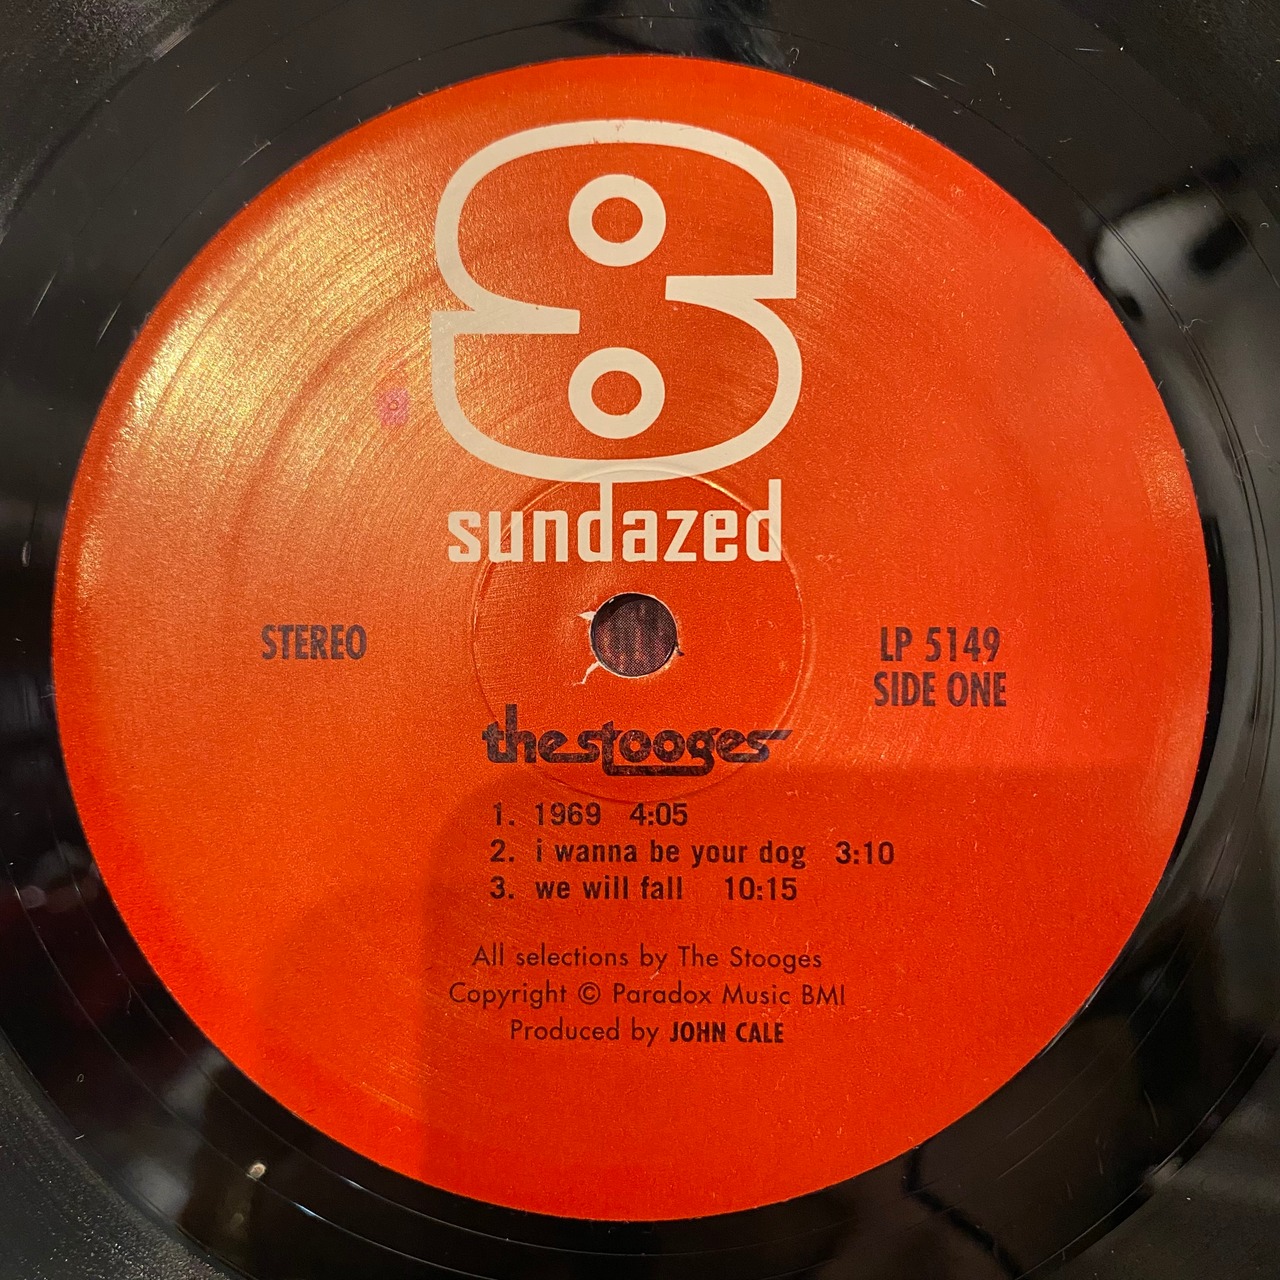 sundazed
STEREO
LP 5149
SIDE ONE
the stooges
1. 1969 4:05
2. i wanna be your dog 3:10
3. we will fall 10:15
All selections by The Stooges
Copyright © Paradox Music BMI
Produced by JOHN CALE